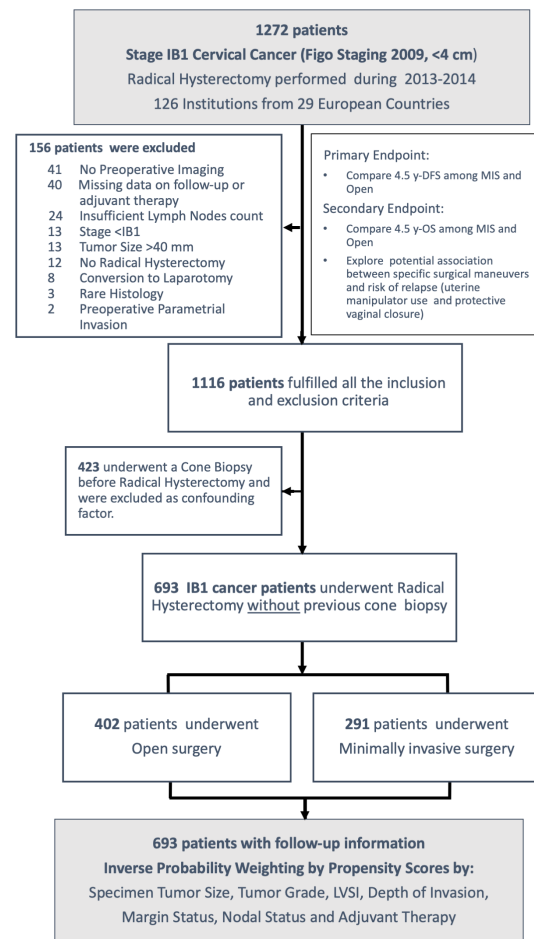 1272 patients
Stage IB1 Cervical Cancer (Figo Staging 2009, <4 cm)
Radical Hysterectomy performed during 2013-2014
126 Institutions from 29 European Countries
156 patients were excluded
41 No Preoperative Imaging
40 Missing data on follow-up or
adjuvant therapy
24 Insufficient Lymph Nodes count
13 Stage <IB1
13 Tumor Size >40 mm
12 No Radical Hysterectomy
8 Conversion to Laparotomy
3 Rare Histology
2 Preoperative Parametrial
Invasion
Primary Endpoint:
• Compare 4.5 y-DFS among MIS and
Open
Secondary Endpoint:
• Compare 4.5 y-OS among MIS and
Open
• Explore potential association
between specific surgical maneuvers
and risk of relapse (uterine
manipulator use and protective
vaginal closure)
1116 patients fulfilled all the inclusion
and exclusion criteria
423 underwent a Cone Biopsy
before Radical Hysterectomy and
were excluded as confounding
factor.
693 IB1 cancer patients underwent Radical
Hysterectomy without previous cone biopsy
402 patients underwent
Open surgery
291 patients underwent
Minimally invasive surgery
693 patients with follow-up information
Inverse Probability Weighting by Propensity Scores by:
Specimen Tumor Size, Tumor Grade, LVSI, Depth of Invasion,
Margin Status, Nodal Status and Adjuvant Therapy